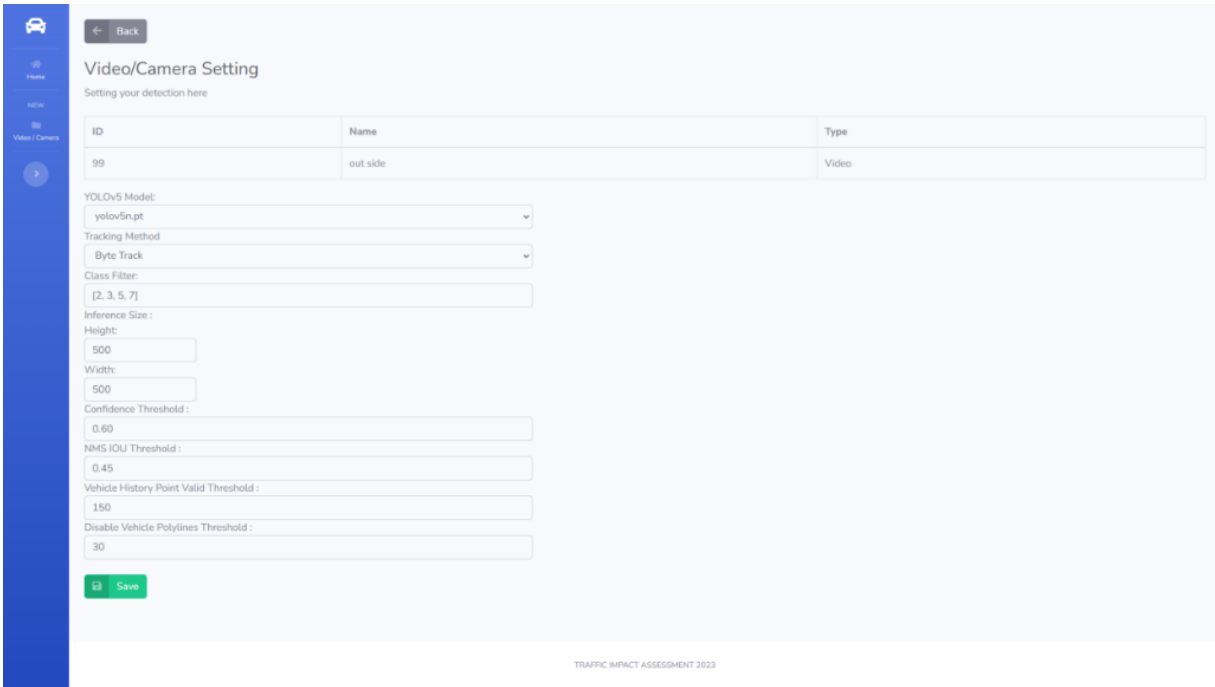 Back
Home
Video/Camera Setting
Setting your detection here
NEW
Video / Camera
ID Name Type
99 out side Video
YOLOv5 Model:
yolov5n.pt
Tracking Method
Byte Track
Class Filter:
[2, 3, 5, 7]
Inference Size :
Height:
500
Width:
500
Confidence Threshold :
0.60
NMS IOU Threshold :
0.45
Vehicle History Point Valid Threshold :
150
Disable Vehicle Polylines Threshold :
30
Save
TRAFFIC IMPACT ASSESSMENT 2023